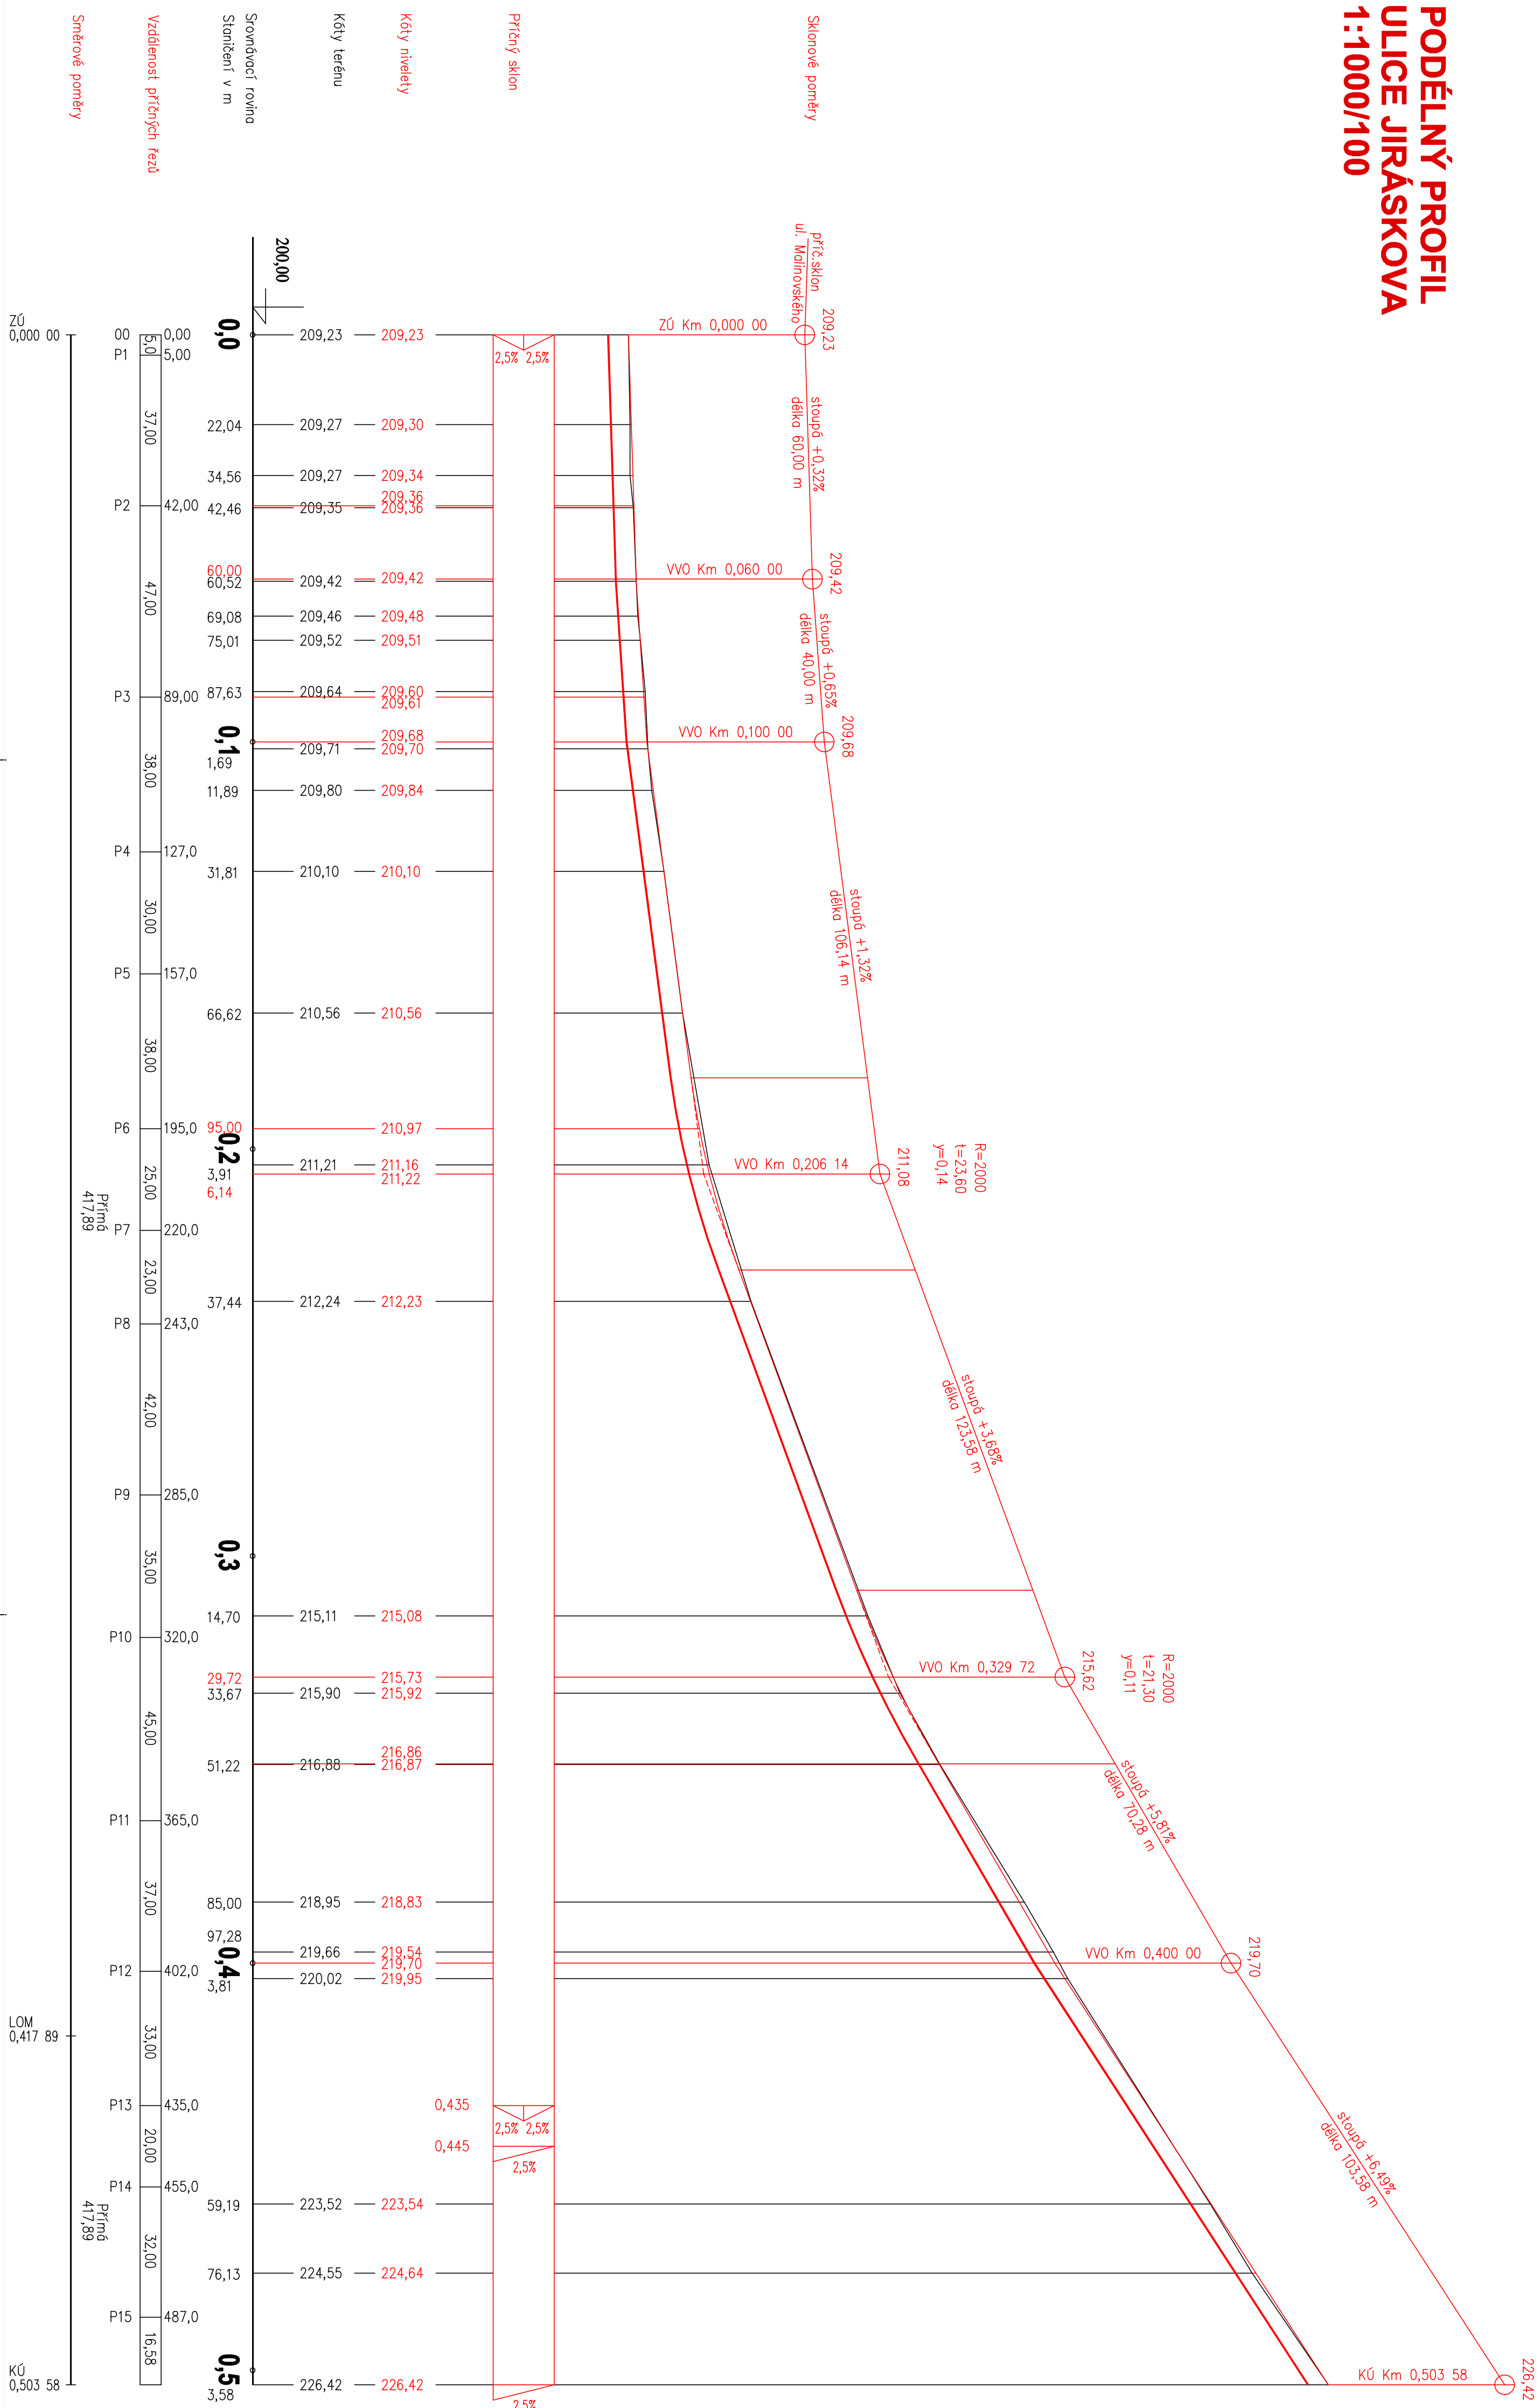 PODÉLNÝ PROFIL
ULICE JIRÁSKOVA
1:1000/100
Sklonové poměry
Příčný sklon
Kóty nivelety
Kóty terénu
Srovnávací rovina
Staničení v m
Vzdálenost příčných řezů
Směrové poměry
200,00
příč.sklon
ul. Malinovského
209,23
ZÚ Km 0,000 00
stoupá +0,32%
délka 60,00 m
209,42
VVO Km 0,060 00
stoupá +0,65%
délka 40,00 m
209,68
VVO Km 0,100 00
stoupá +1,32%
délka 106,14 m
R=2000
t=23,60
y=0,14
211,08
VVO Km 0,206 14
stoupá +3,68%
délka 123,58 m
R=2000
t=21,30
y=0,11
215,62
VVO Km 0,329 72
stoupá +5,81%
délka 70,28 m
219,70
VVO Km 0,400 00
stoupá +6,49%
délka 103,58 m
226,42
KÚ Km 0,503 58
2,5% 2,5%
0,435
2,5% 2,5%
0,445
2,5%
2,5%
209,23
209,30
209,34
209,36
209,36
209,42
209,48
209,51
209,60
209,61
209,68
209,70
209,84
210,10
210,56
210,97
211,16
211,22
212,23
215,08
215,73
215,92
216,86
216,87
218,83
219,54
219,70
219,95
223,54
224,64
226,42
209,23
209,27
209,27
209,35
209,42
209,46
209,52
209,64
209,71
209,80
210,10
210,56
211,21
212,24
215,11
215,90
216,88
218,95
219,66
220,02
223,52
224,55
226,42
0,0
22,04
34,56
42,46
60,00
60,52
69,08
75,01
87,63
0,1
1,69
11,89
31,81
66,62
95,00
0,2
3,91
6,14
37,44
0,3
14,70
29,72
33,67
51,22
85,00
97,28
0,4
3,81
59,19
76,13
0,5
3,58
0,00
5,00
42,00
89,00
127,0
157,0
195,0
220,0
243,0
285,0
320,0
365,0
402,0
435,0
455,0
487,0
5,0
37,00
47,00
38,00
30,00
38,00
25,00
23,00
42,00
35,00
45,00
37,00
33,00
20,00
32,00
16,58
00
P1
P2
P3
P4
P5
P6
P7
P8
P9
P10
P11
P12
P13
P14
P15
Přímá
417,89
Přímá
417,89
ZÚ
0,000 00
LOM
0,417 89
KÚ
0,503 58